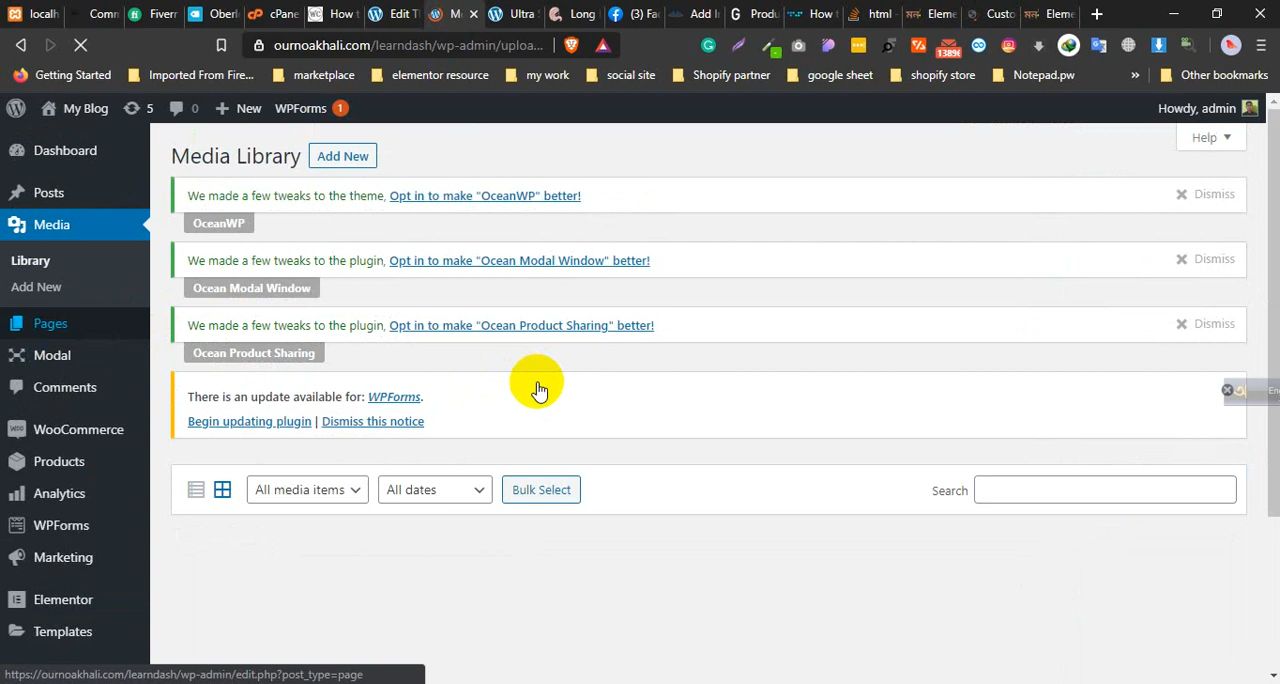 localh
Comm
Fiverr
Oberl
cPane
How t
Edit T
M
Ultra
Long
(3) Fac
Add In
Produ
How t
html
Eleme
Custo
Eleme
ournoakhali.com/learndash/wp-admin/uploa...
1389K
Getting Started
Imported From Fire...
marketplace
elementor resource
my work
social site
Shopify partner
google sheet
shopify store
Notepad.pw
»
Other bookmarks
My Blog
5
0
New
WPForms
1
Howdy, admin
Dashboard
Posts
Media
Library
Add New
Pages
Modal
Comments
WooCommerce
Products
Analytics
WPForms
Marketing
Elementor
Templates
Help
Media Library
Add New
We made a few tweaks to the theme, Opt in to make "OceanWP" better!
Dismiss
OceanWP
We made a few tweaks to the plugin, Opt in to make "Ocean Modal Window" better!
Dismiss
Ocean Modal Window
We made a few tweaks to the plugin, Opt in to make "Ocean Product Sharing" better!
Dismiss
Ocean Product Sharing
There is an update available for: WPForms.
Begin updating plugin | Dismiss this notice
En
All media items
All dates
Bulk Select
Search
https://ournoakhali.com/learndash/wp-admin/edit.php?post_type=page